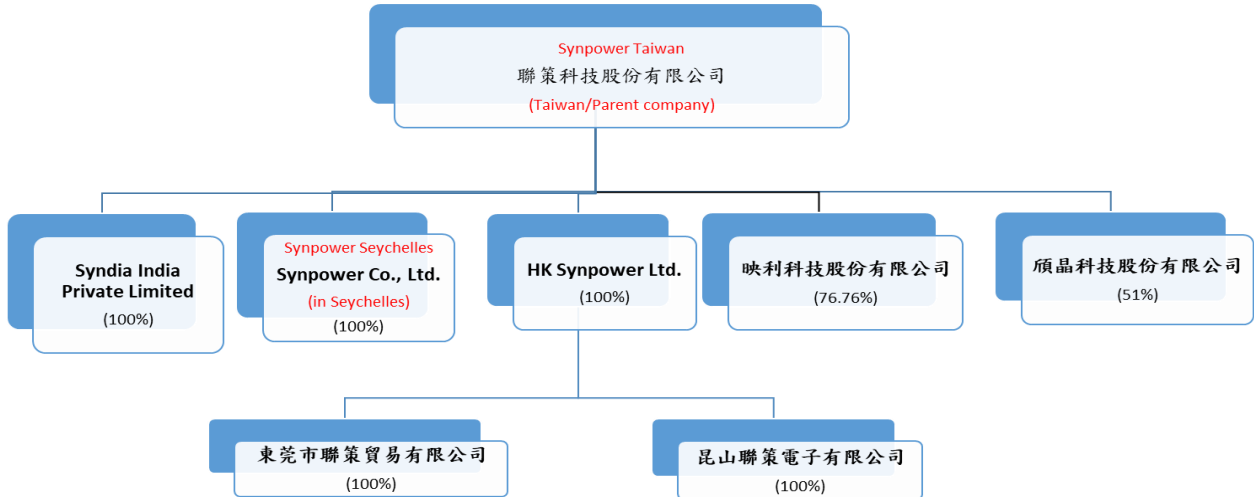 Synpower Taiwan
聯策科技股份有限公司
(Taiwan/Parent company)
Syndia India
Private Limited
(100%)
Synpower Seychelles
Synpower Co., Ltd.
(in Seychelles)
(100%)
HK Synpower Ltd.
(100%)
映利科技股份有限公司
(76.76%)
頎晶科技股份有限公司
(51%)
東莞市聯策貿易有限公司
(100%)
昆山聯策電子有限公司
(100%)